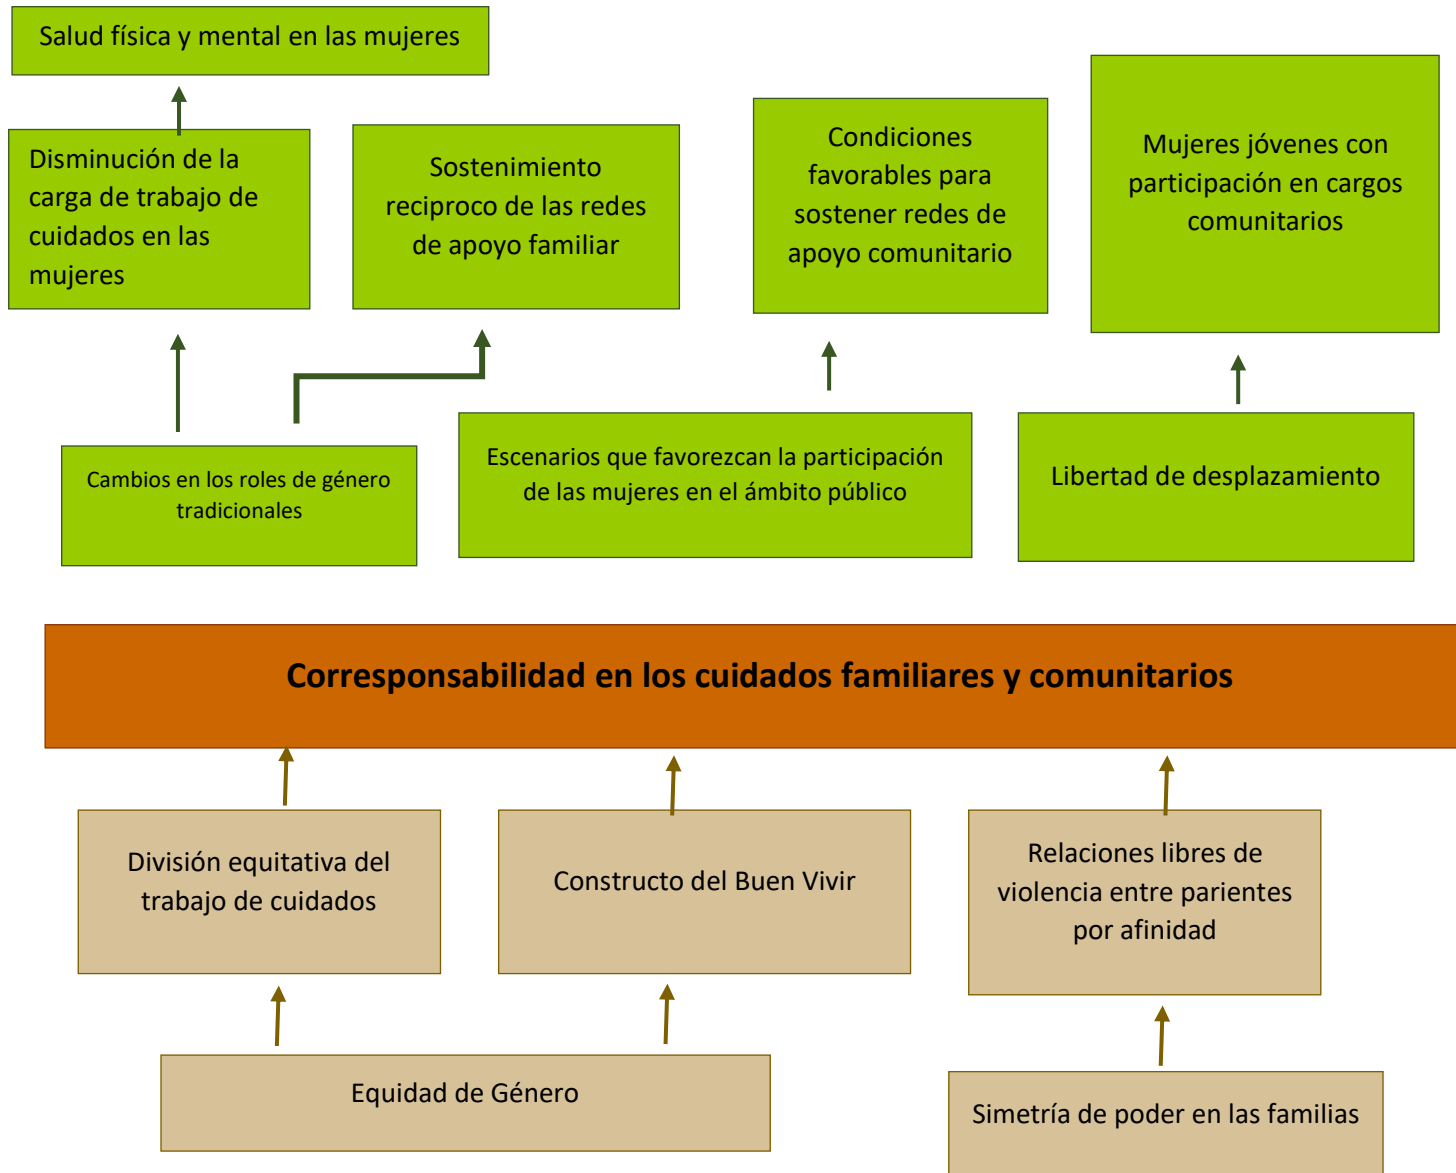 Salud física y mental en las mujeres
Disminución de la
carga de trabajo de
cuidados en las
mujeres
Sostenimiento
reciproco de las redes
de apoyo familiar
Condiciones
favorables para
sostener redes de
apoyo comunitario
Mujeres jóvenes con
participación en cargos
comunitarios
Cambios en los roles de género
tradicionales
Escenarios que favorezcan la participación
de las mujeres en el ámbito público
Libertad de desplazamiento
Corresponsabilidad en los cuidados familiares y comunitarios
División equitativa del
trabajo de cuidados
Constructo del Buen Vivir
Relaciones libres de
violencia entre parientes
por afinidad
Equidad de Género
Simetría de poder en las familias